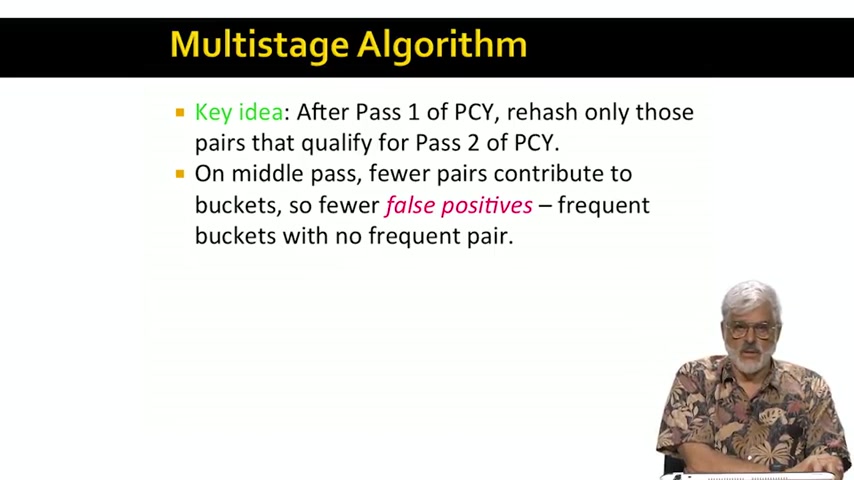 Multistage Algorithm
Key idea: After Pass 1 of PCY, rehash only those
pairs that qualify for Pass 2 of PCY.
On middle pass, fewer pairs contribute to
buckets, so fewer false positives – frequent
buckets with no frequent pair.